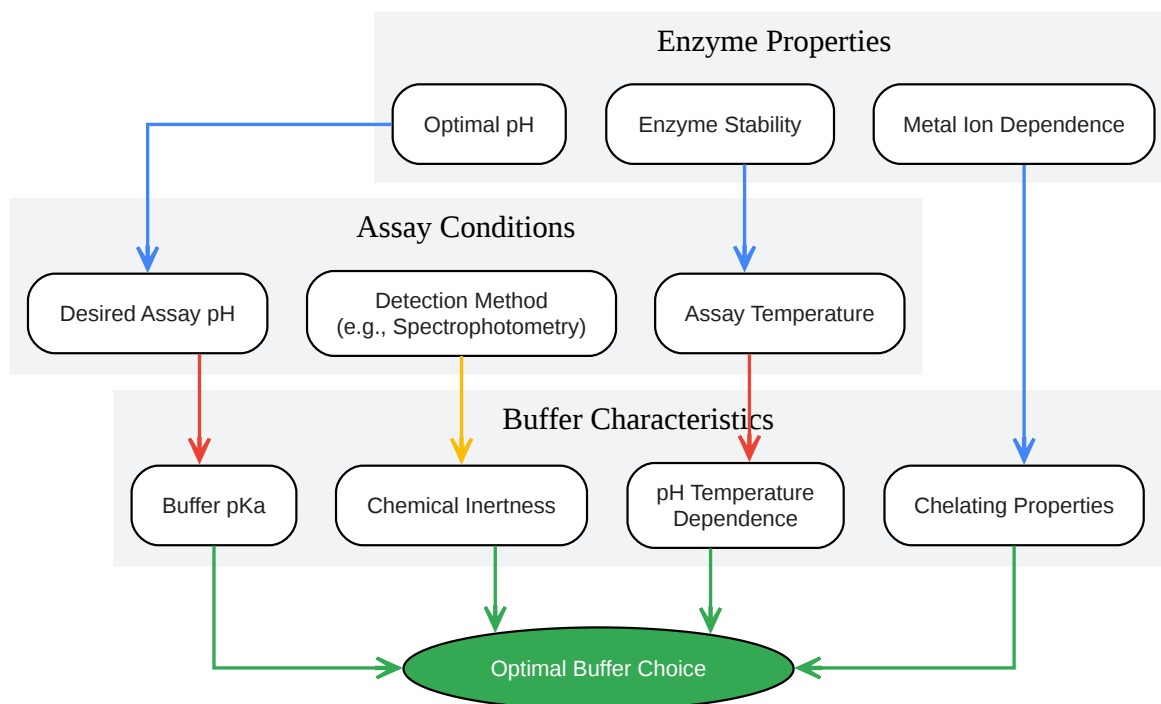 Enzyme Properties
Optimal pH
Enzyme Stability
Metal Ion Dependence
Assay Conditions
Desired Assay pH
Detection Method
(e.g., Spectrophotometry)
Assay Temperature
Buffer Characteristics
Buffer pKa
Chemical Inertness
pH Temperature
Dependence
Chelating Properties
Optimal Buffer Choice